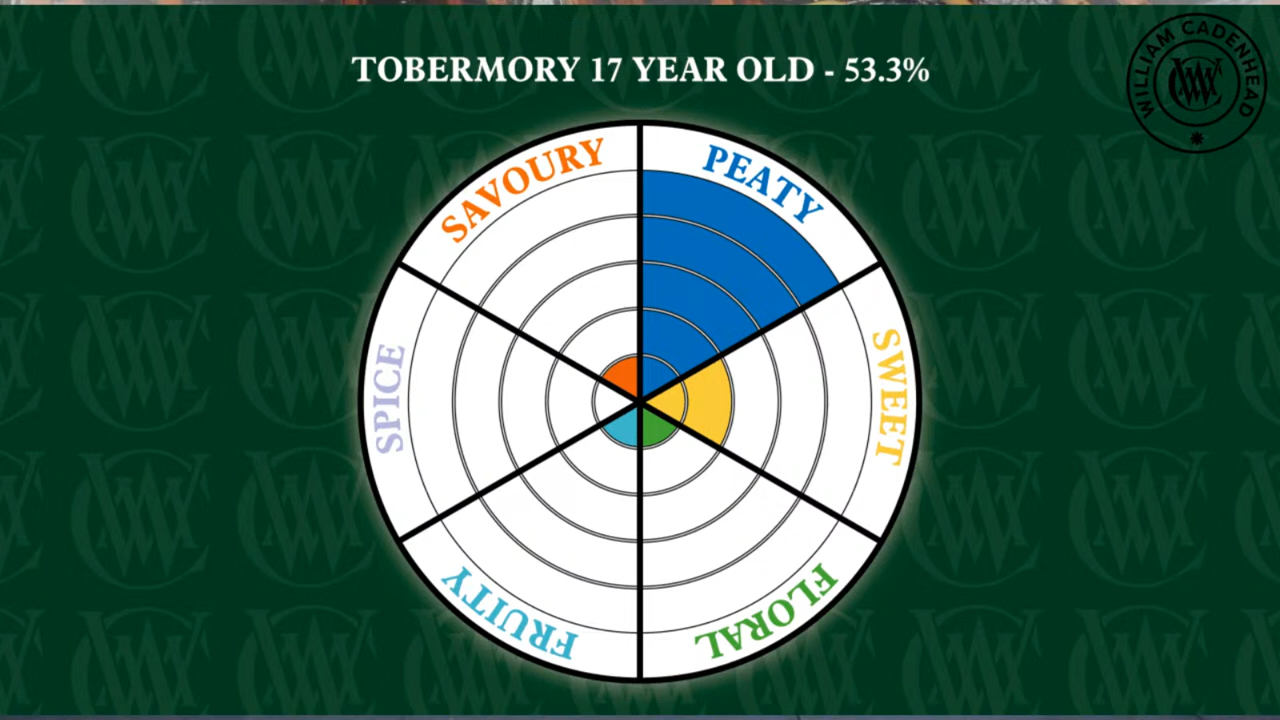 TOBERMORY 17 YEAR OLD - 53.3%
WILLIAM CADENHEAD
SAVOURY
PEATY
SPICE
SWEET
FRUITY
FLORAL